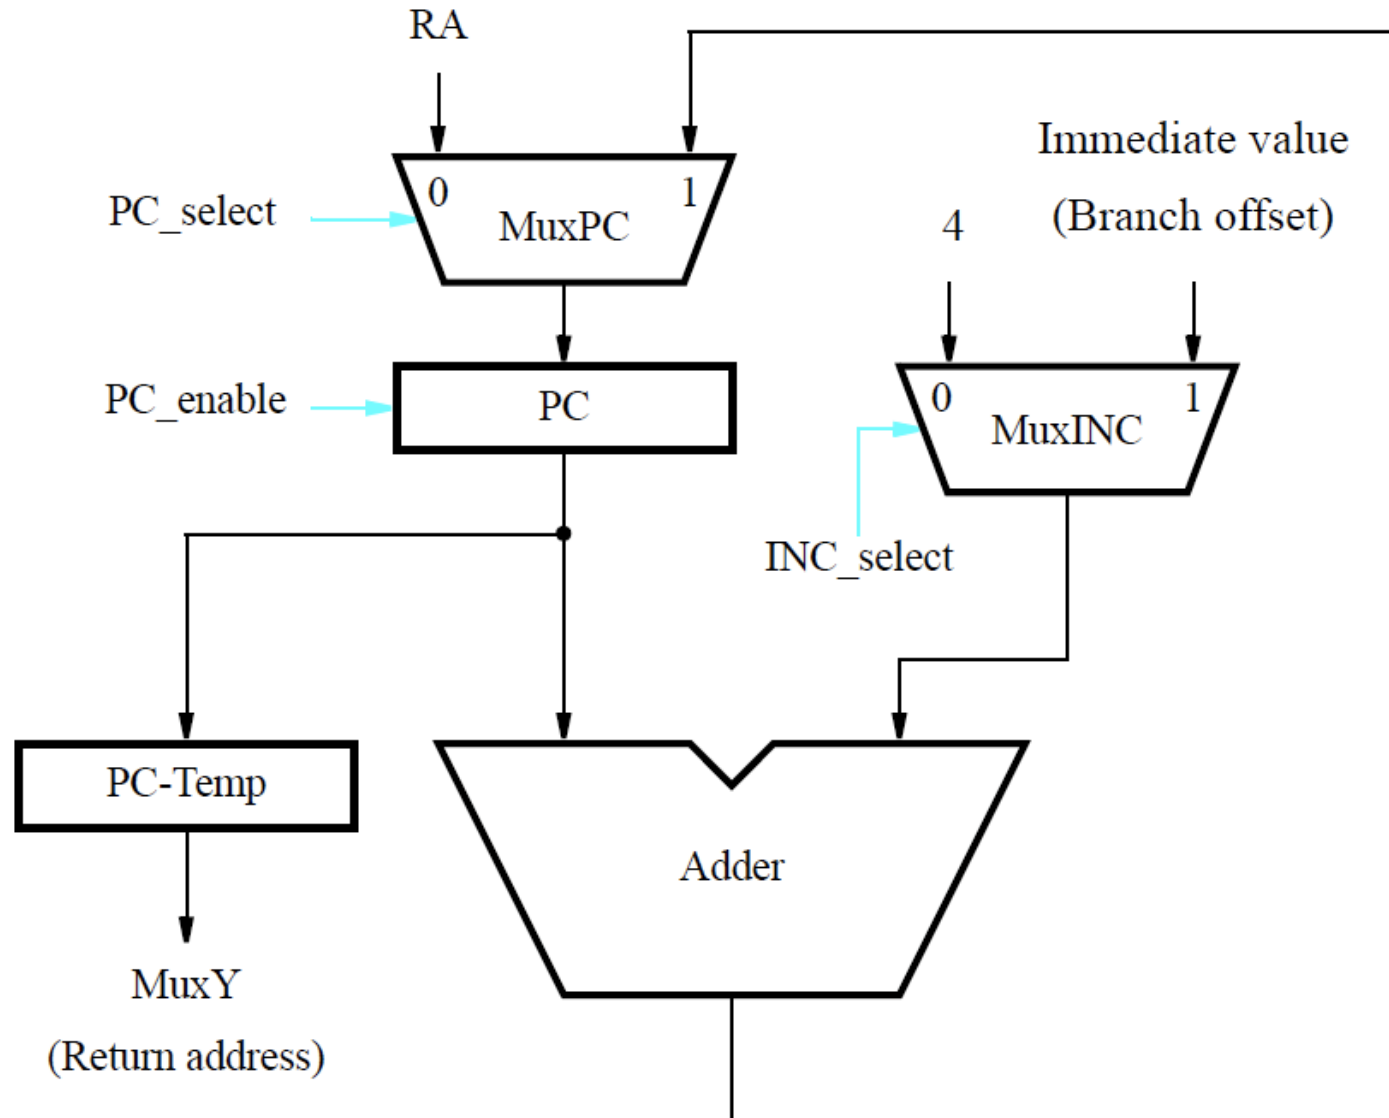 RA
Immediate value
(Branch offset)
PC_select
0
1
MuxPC
4
PC_enable
PC
0
1
MuxINC
INC_select
PC-Temp
Adder
MuxY
(Return address)